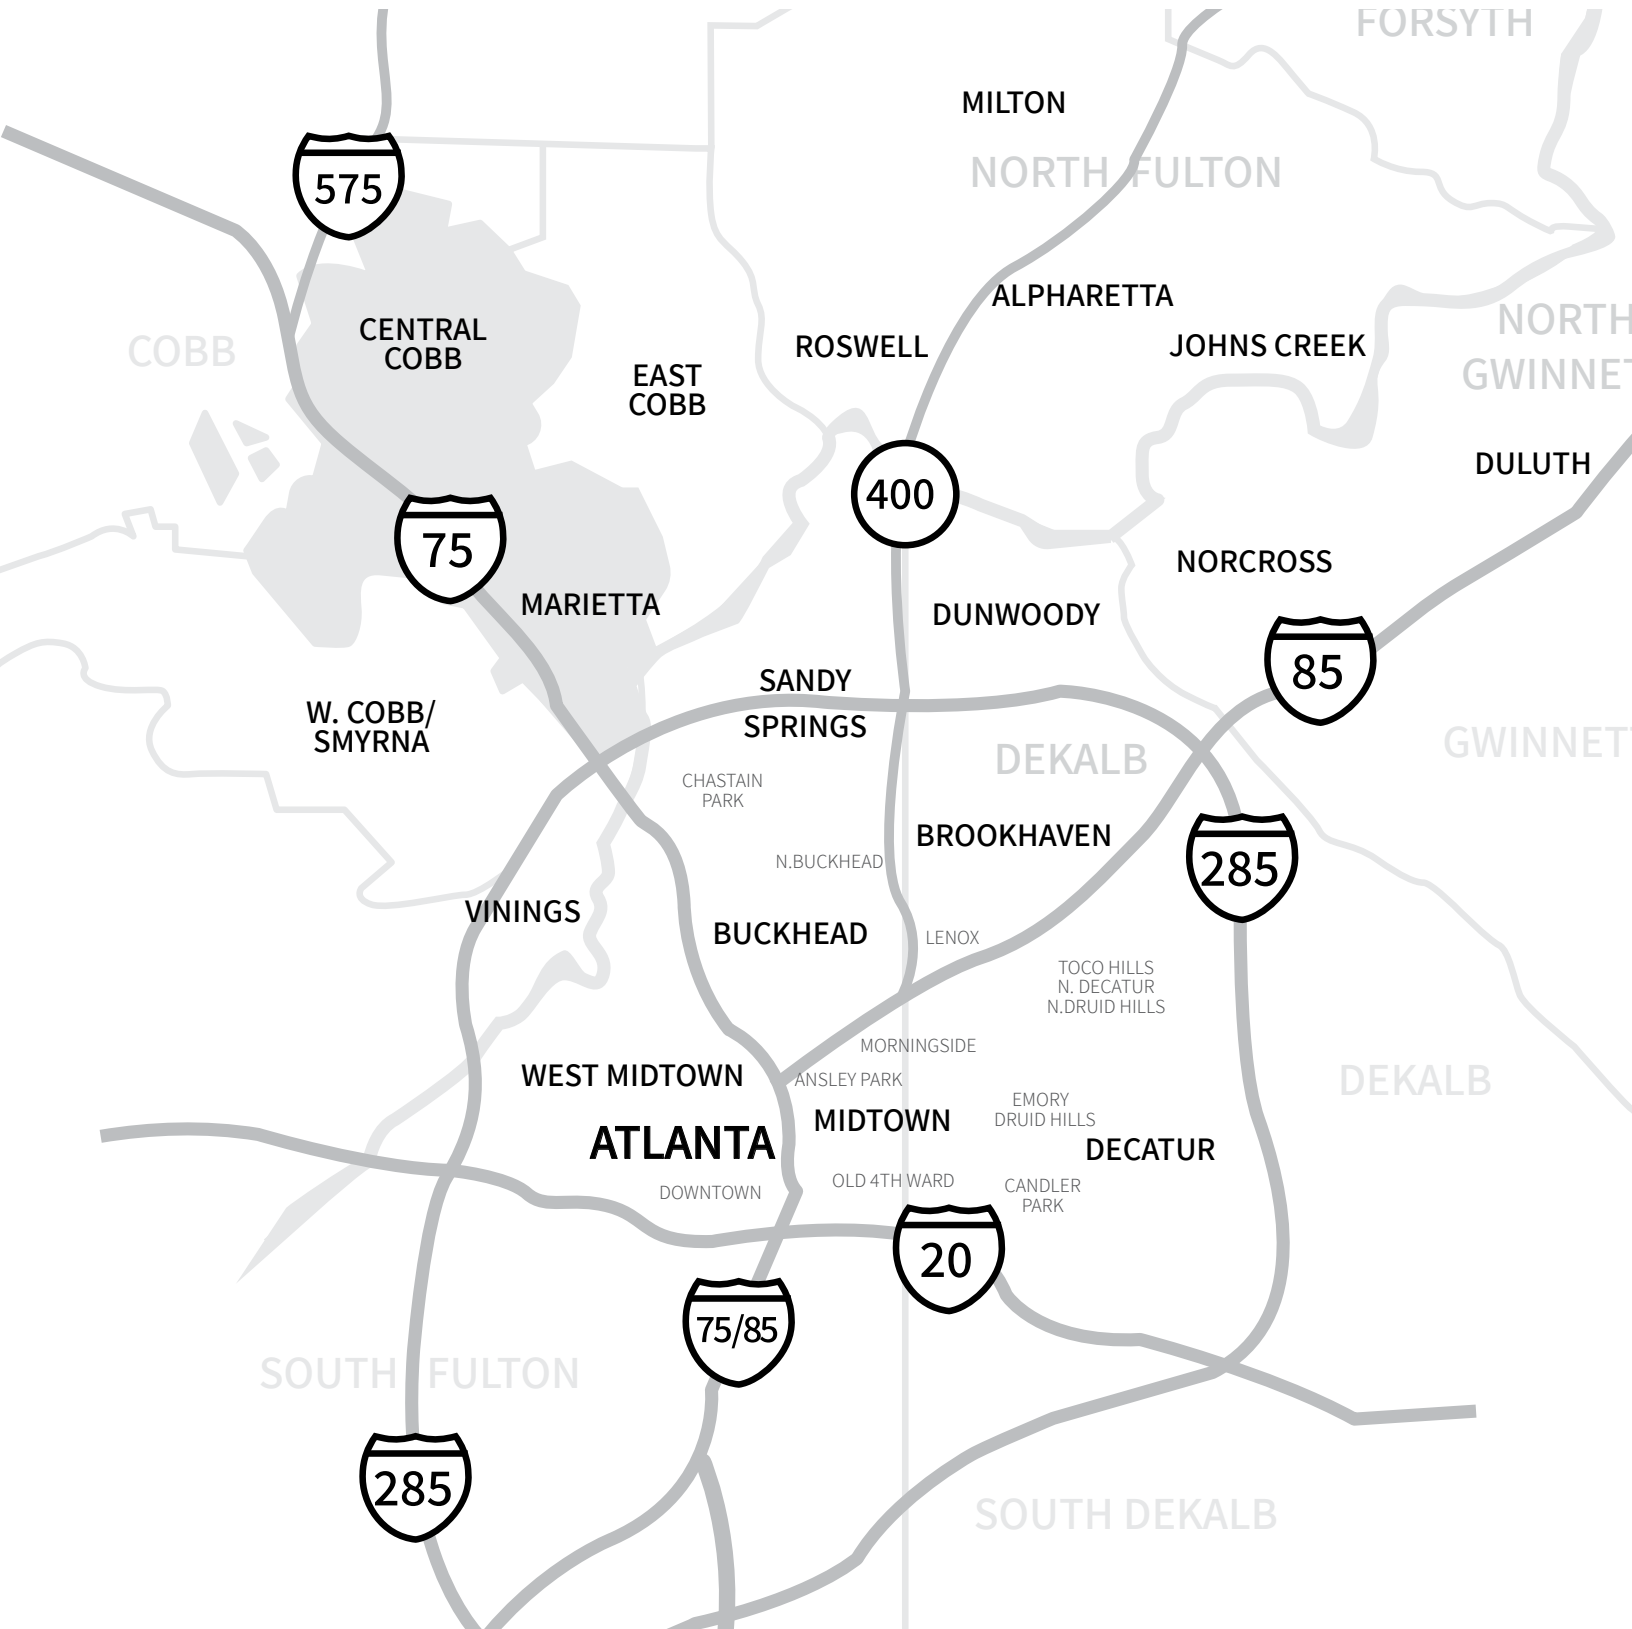 FORSYTH
MILTON
NORTH FULTON
575
ALPHARETTA
NORTH
CENTRAL
COBB
COBB
ROSWELL
JOHNS CREEK
EAST
COBB
GWINNET
DULUTH
400
75
NORCROSS
MARIETTA
DUNWOODY
85
SANDY
SPRINGS
W. COBB/
SMYRNA
GWINNETT
DEKALB
CHASTAIN
PARK
BROOKHAVEN
N.BUCKHEAD
285
VININGS
BUCKHEAD
LENOX
TOCO HILLS
N. DECATUR
N.DRUID HILLS
MORNINGSIDE
WEST MIDTOWN
ANSLEY PARK
DEKALB
EMORY
DRUID HILLS
MIDTOWN
ATLANTA
DECATUR
OLD 4TH WARD
DOWNTOWN
CANDLER
PARK
20
75/85
SOUTH FULTON
285
SOUTH DEKALB